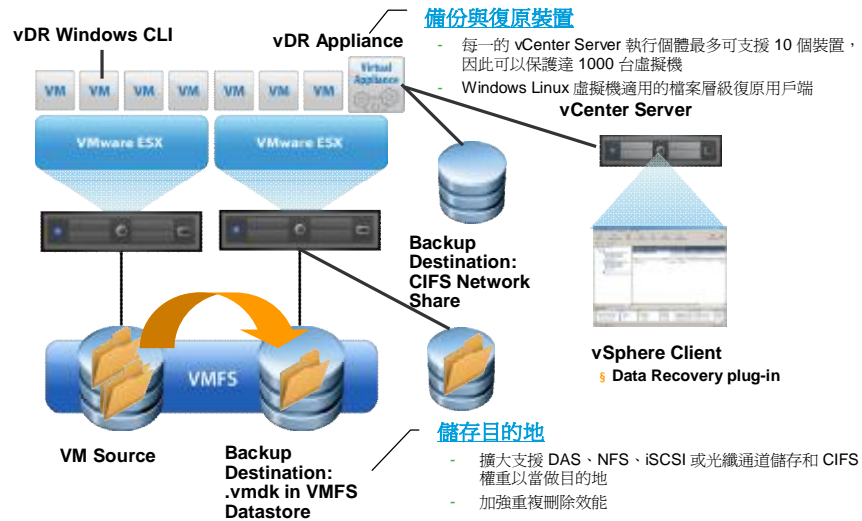 備份與復原裝置
vDR Windows CLI
vDR Appliance
- 每一的 vCenter Server 執行個體最多可支援 10 個裝置，
因此可以保護達 1000 台虛擬機
- Windows Linux 虛擬機適用的檔案層級復原用戶端
Virtual
Appliance
VM VM VM VM VM VM VM
vCenter Server
VMware ESX VMware ESX
Backup
Destination:
CIFS Network
Share
VMFS
vSphere Client
§ Data Recovery plug-in
VM Source
Backup
Destination:
.vmdk in VMFS
Datastore
儲存目的地
- 擴大支援 DAS、NFS、iSCSI 或光纖通道儲存和 CIFS
權重以當做目的地
- 加強重複刪除效能